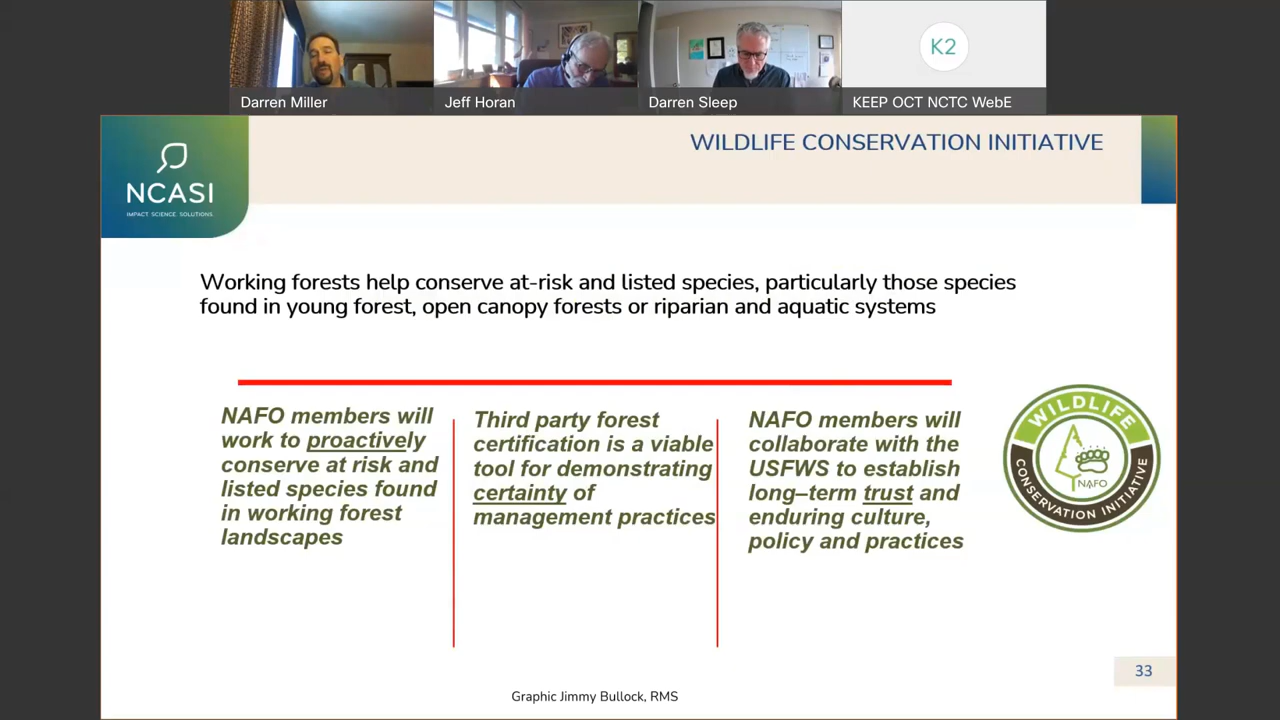 K2
Darren Miller
Jeff Horan
Darren Sleep
KEEP OCT NCTC WebE
NCASI
IMPACT. SCIENCE. SOLUTIONS
WILDLIFE CONSERVATION INITIATIVE
Working forests help conserve at-risk and listed species, particularly those species
found in young forest, open canopy forests or riparian and aquatic systems
NAFO members will
work to proactively
conserve at risk and
listed species found
in working forest
landscapes
Third party forest
certification is a viable
tool for demonstrating
certainty of
management practices
NAFO members will
collaborate with the
USFWS to establish
long–term trust and
enduring culture,
policy and practices
WILDLIFE
NAFO
CONSERVATION INITIATIVE
33
Graphic Jimmy Bullock, RMS